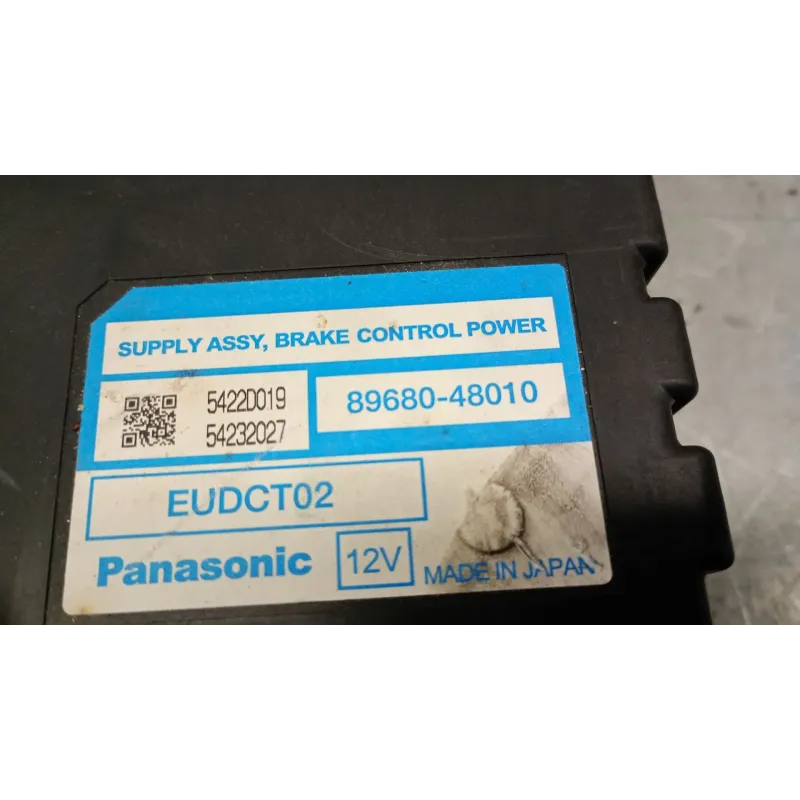 SUPPLY ASSY, BRAKE CONTROL POWER
5422D019
54232027
89680-48010
EUDCT02
Panasonic
12V
MADE IN JAPAN